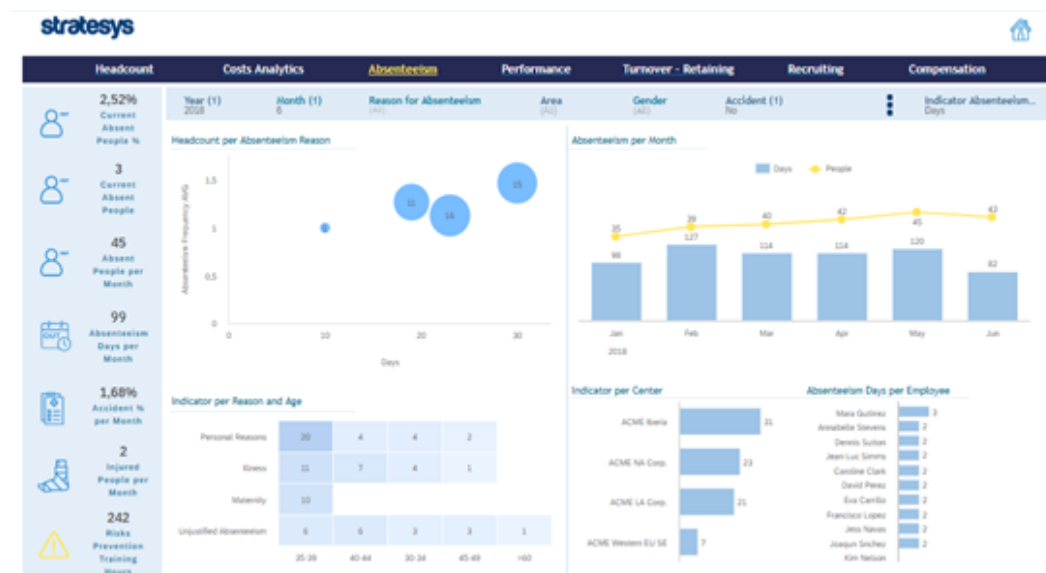 stratesys
Headcount Costs Analytics Absenteeism Performance Turnover - Retaining Recruiting Compensation
Year (1) Month (1) Reason for Absenteeism Area Gender Accident (1) Indicator Absenteeism...
2018 6 (All) (All) (All) No Days
2,52%
Current
Absent
People %
3
Current
Absent
People
45
Absent
People per
Month
99
Absenteeism
Days per
Month
1,68%
Accident %
per Month
2
Injured
People per
Month
242
Risks
Prevention
Training
Hours
Headcount per Absenteeism Reason
Absenteeism Frequency AVG
1,5
1
0,5
0
15
11
16
0 10 20 30
Days
Absenteeism per Month
Days People
35 39 40 42 45 43
98 127 114 114 120 82
Jan Feb Mar Apr May Jun
2018
Indicator per Reason and Age
Personal Reasons 20 4 4 2
Illness 11 7 4 1
Maternity 10
Unjustified Absenteeism 6 6 3 3 1
35-39 40-44 30-34 45-49 >60
Indicator per Center
ACME Iberia 31
ACME NA Corp. 23
ACME LA Corp. 21
ACME Western EU SE 7
Absenteeism Days per Employee
Mara Gutirrez 3
Annabelle Stevens 2
Dennis Sutton 2
Jean Luc Simms 2
Caroline Clark 2
David Perez 2
Eva Carrillo 2
Francisco Lopez 2
Jess Navas 2
Joaqun Snchez 2
Kim Nelson